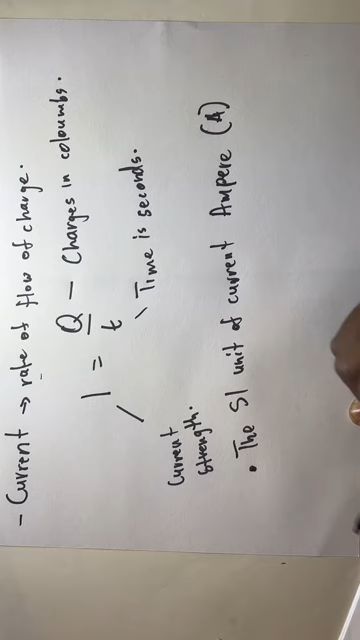 - Current → rate of flow of charge.
I = Q/t — Charges in coloumbs.
Time is seconds.
Current
strength.
• The SI unit of current Ampere (A)